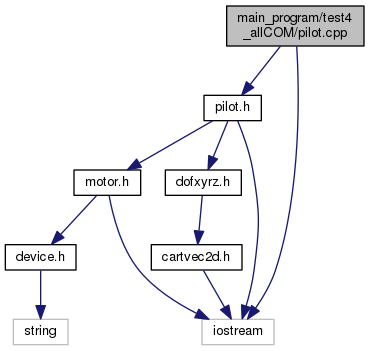 main_program/test4
_allCOM/pilot.cpp
pilot.h
motor.h
dofxyrz.h
device.h
cartvec2d.h
string
iostream